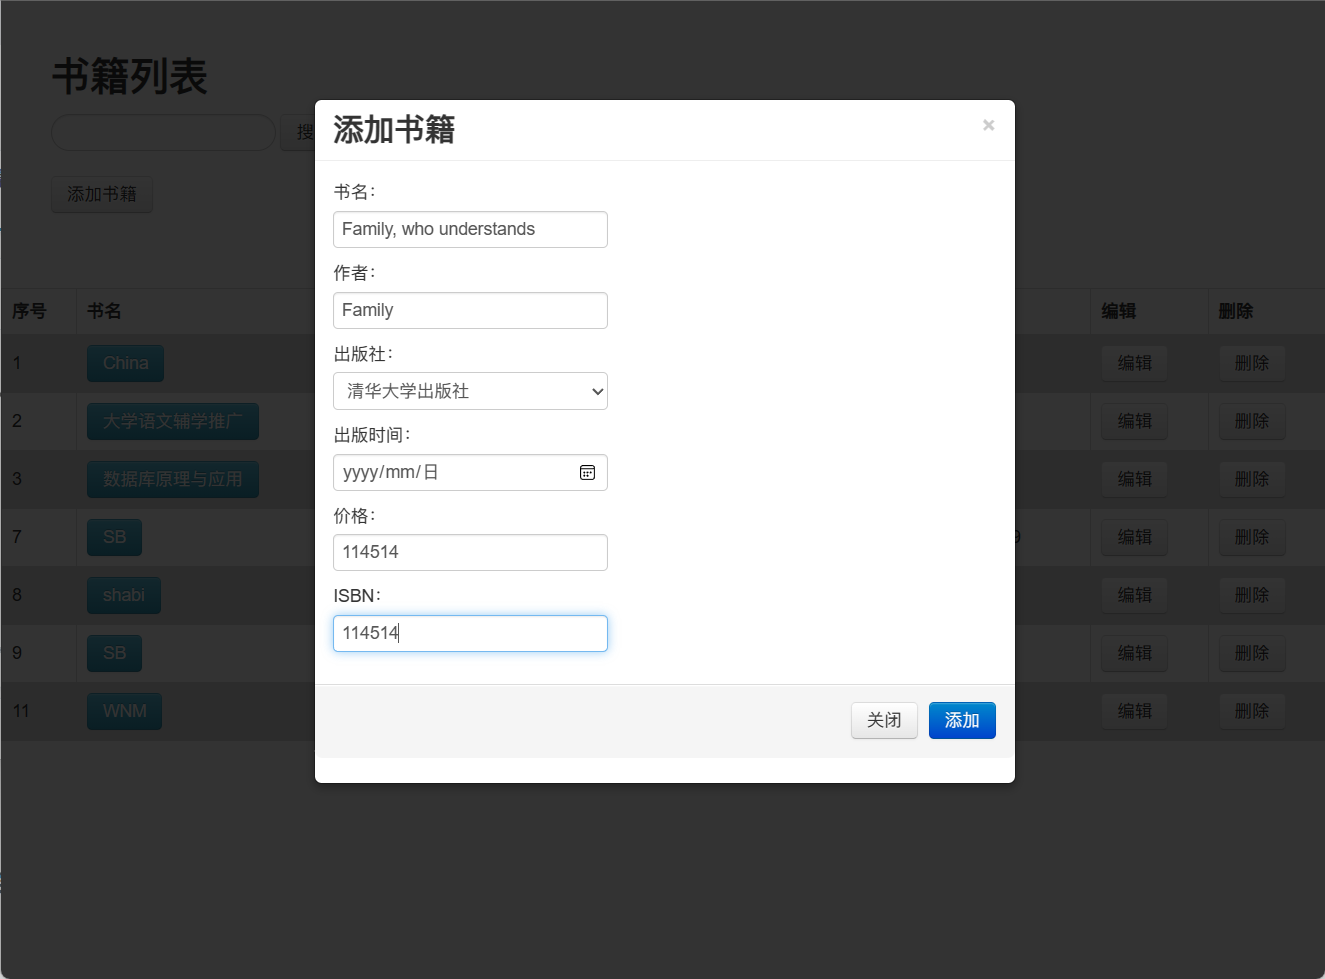 书籍列表
搜
添加书籍
添加书籍
×
书名：
Family, who understands
作者：
Family
出版社：
清华大学出版社
出版时间：
yyyy/mm/日
价格：
114514
ISBN：
114514
关闭 添加
序号 书名 编辑 删除
1 China 编辑 删除
2 大学语文辅学推广 编辑 删除
3 数据库原理与应用 编辑 删除
7 SB 9 编辑 删除
8 shabi 编辑 删除
9 SB 编辑 删除
11 WNM 编辑 删除